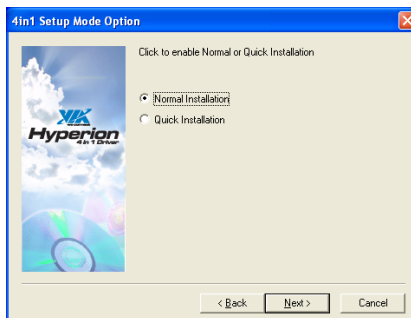 4in1 Setup Mode Option
Click to enable Normal or Quick Installation
Normal Installation
Quick Installation
VIA
Hyperion
4 in 1 Driver
< Back
Next >
Cancel